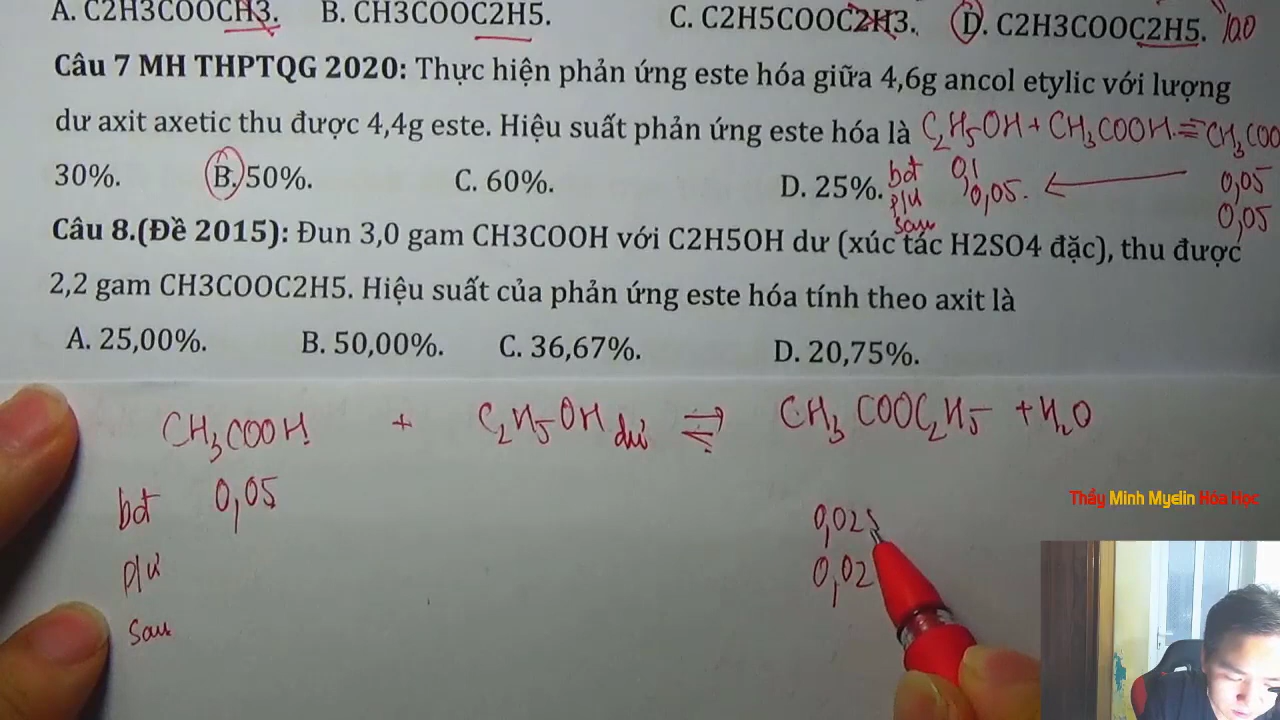 A. C2H3COOCH3. B. CH3COOC2H5. C. C2H5COOC2H3. D. C2H3COOC2H5. 100
Câu 7 MH THPTQG 2020: Thực hiện phản ứng este hóa giữa 4,6g ancol etylic với lượng
dư axit axetic thu được 4,4g este. Hiệu suất phản ứng este hóa là C2H5OH + CH3COOH ⇌ CH3COO
30%. B. 50%. C. 60%. D. 25%. bđ 0,1
p/ư 0,05. ← 0,05
sau 0,05
Câu 8.(Đề 2015): Đun 3,0 gam CH3COOH với C2H5OH dư (xúc tác H2SO4 đặc), thu được
2,2 gam CH3COOC2H5. Hiệu suất của phản ứng este hóa tính theo axit là
A. 25,00%. B. 50,00%. C. 36,67%. D. 20,75%.
CH3COOH + C2H5OH dư ⇌ CH3COOC2H5 + H2O
bđ 0,05
p/ư 0,025
sau 0,02
Thầy Minh Myelin Hóa Học